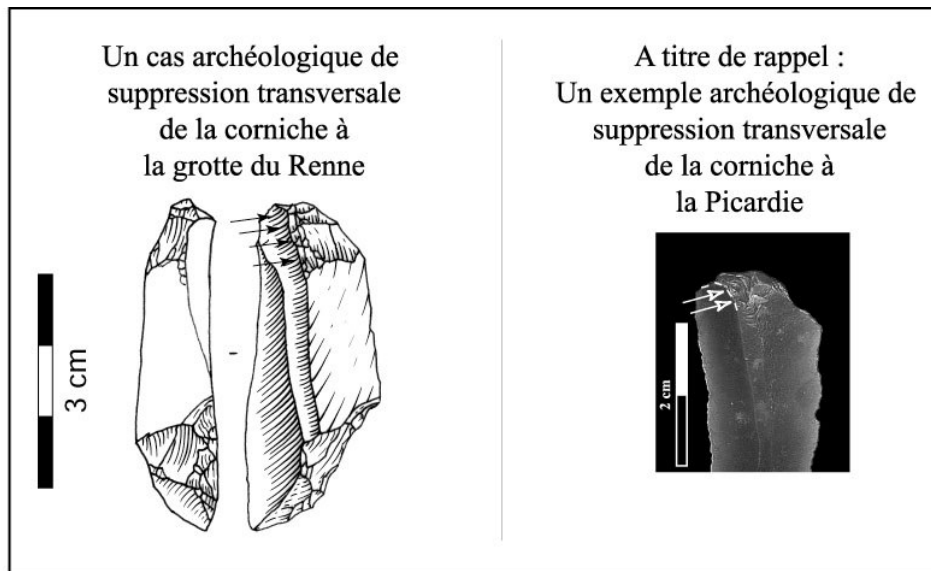 Un cas archéologique de
suppression transversale
de la corniche à
la grotte du Renne
3 cm
A titre de rappel :
Un exemple archéologique de
suppression transversale
de la corniche à
la Picardie
2 cm